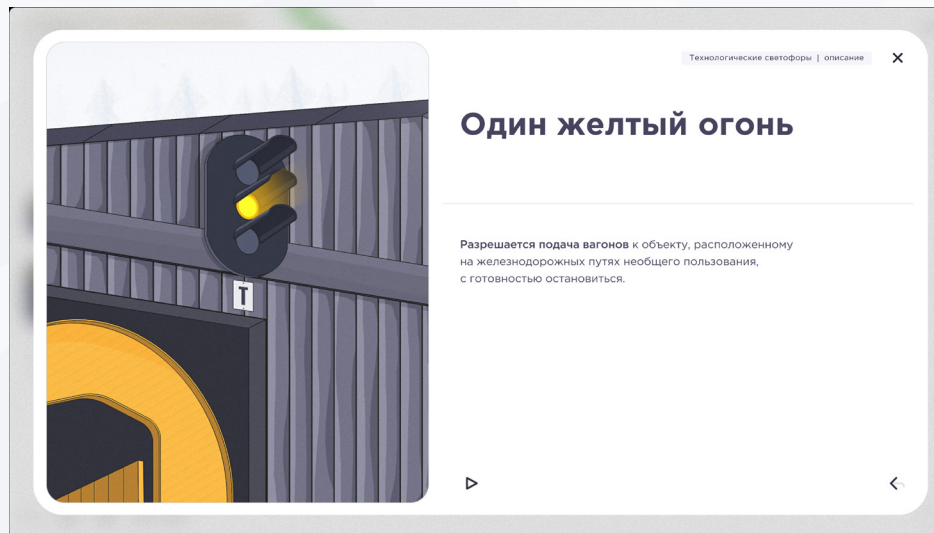 Технологические светофоры | описание
Один желтый огонь
Разрешается подача вагонов к объекту, расположенному
на железнодорожных путях необщего пользования,
с готовностью остановиться.
Т